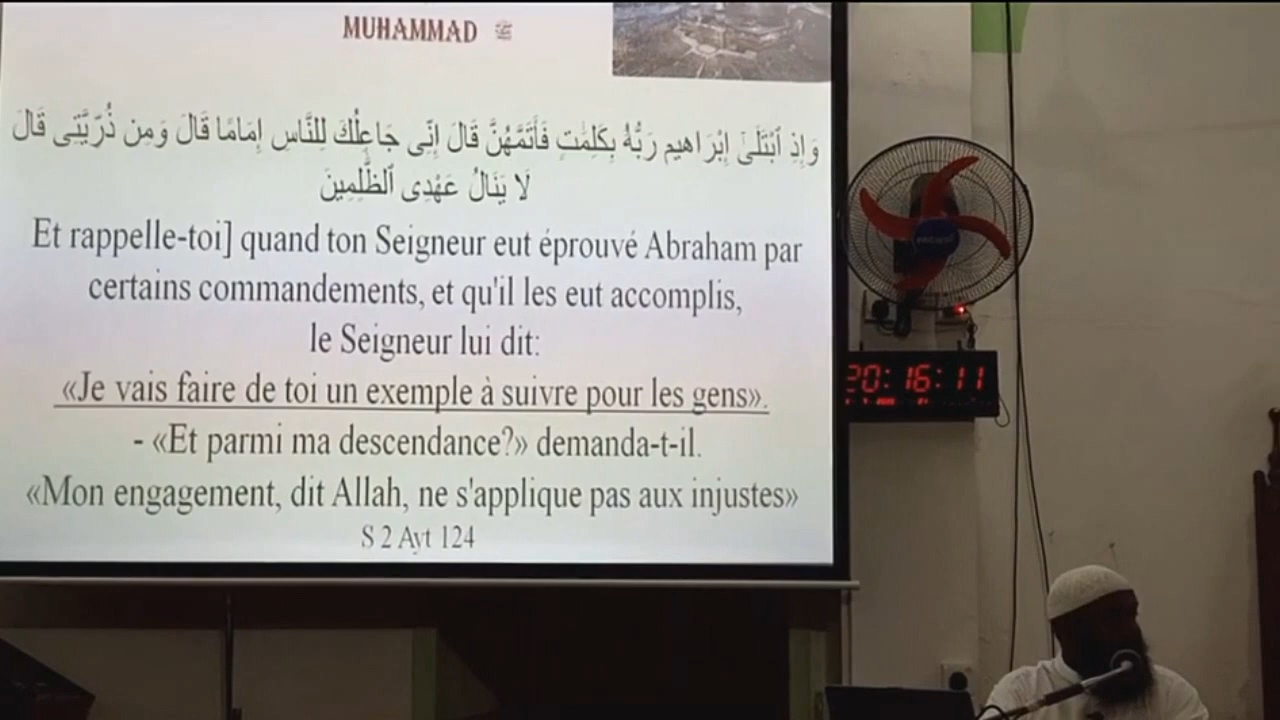 MUHAMMAD ﷺ
وَإِذِ ٱبْتَلَىٰٓ إِبْرَاهِيمَ رَبُّهُۥ بِكَلِمَٰتٍ فَأَتَمَّهُنَّ قَالَ إِنِّى جَاعِلُكَ لِلنَّاسِ إِمَامًا قَالَ وَمِن ذُرِّيَّتِى قَالَ
لَا يَنَالُ عَهْدِى ٱلظَّٰلِمِينَ
Et rappelle-toi] quand ton Seigneur eut éprouvé Abraham par
certains commandements, et qu'il les eut accomplis,
le Seigneur lui dit:
«Je vais faire de toi un exemple à suivre pour les gens».
- «Et parmi ma descendance?» demanda-t-il.
«Mon engagement, dit Allah, ne s'applique pas aux injustes»
S 2 Ayt 124
20:16:11